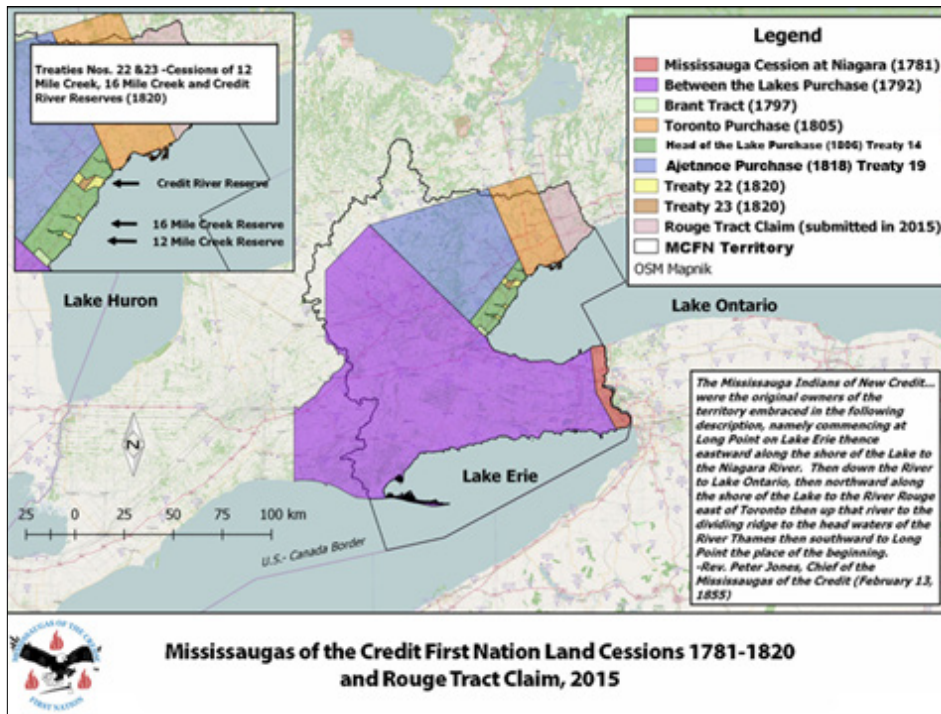 Treaties Nos. 22 &23 -Cessions of 12
Mile Creek, 16 Mile Creek and Credit
River Reserves (1820)
Credit River Reserve
16 Mile Creek Reserve
12 Mile Creek Reserve
Legend
Mississauga Cession at Niagara (1781)
Between the Lakes Purchase (1792)
Brant Tract (1797)
Toronto Purchase (1805)
Head of the Lake Purchase (1806) Treaty 14
Ajetance Purchase (1818) Treaty 19
Treaty 22 (1820)
Treaty 23 (1820)
Rouge Tract Claim (submitted in 2015)
MCFN Territory
OSM Mapnik
Lake Huron
Lake Ontario
Lake Erie
N
25 0 25 50 75 100 km
U.S.- Canada Border
The Mississauga Indians of New Credit...
were the original owners of the
territory embraced in the following
description, namely commencing at
Long Point on Lake Erie thence
eastward along the shore of the Lake to
the Niagara River. Then down the River
to Lake Ontario, then northward along
the shore of the Lake to the River Rouge
east of Toronto then up that river to the
dividing ridge to the head waters of the
River Thames then southward to Long
Point the place of the beginning.
-Rev. Peter Jones, Chief of the
Mississaugas of the Credit (February 13,
1855)
MISSISSAUGAS OF THE CREDIT
FIRST NATION
Mississaugas of the Credit First Nation Land Cessions 1781-1820
and Rouge Tract Claim, 2015